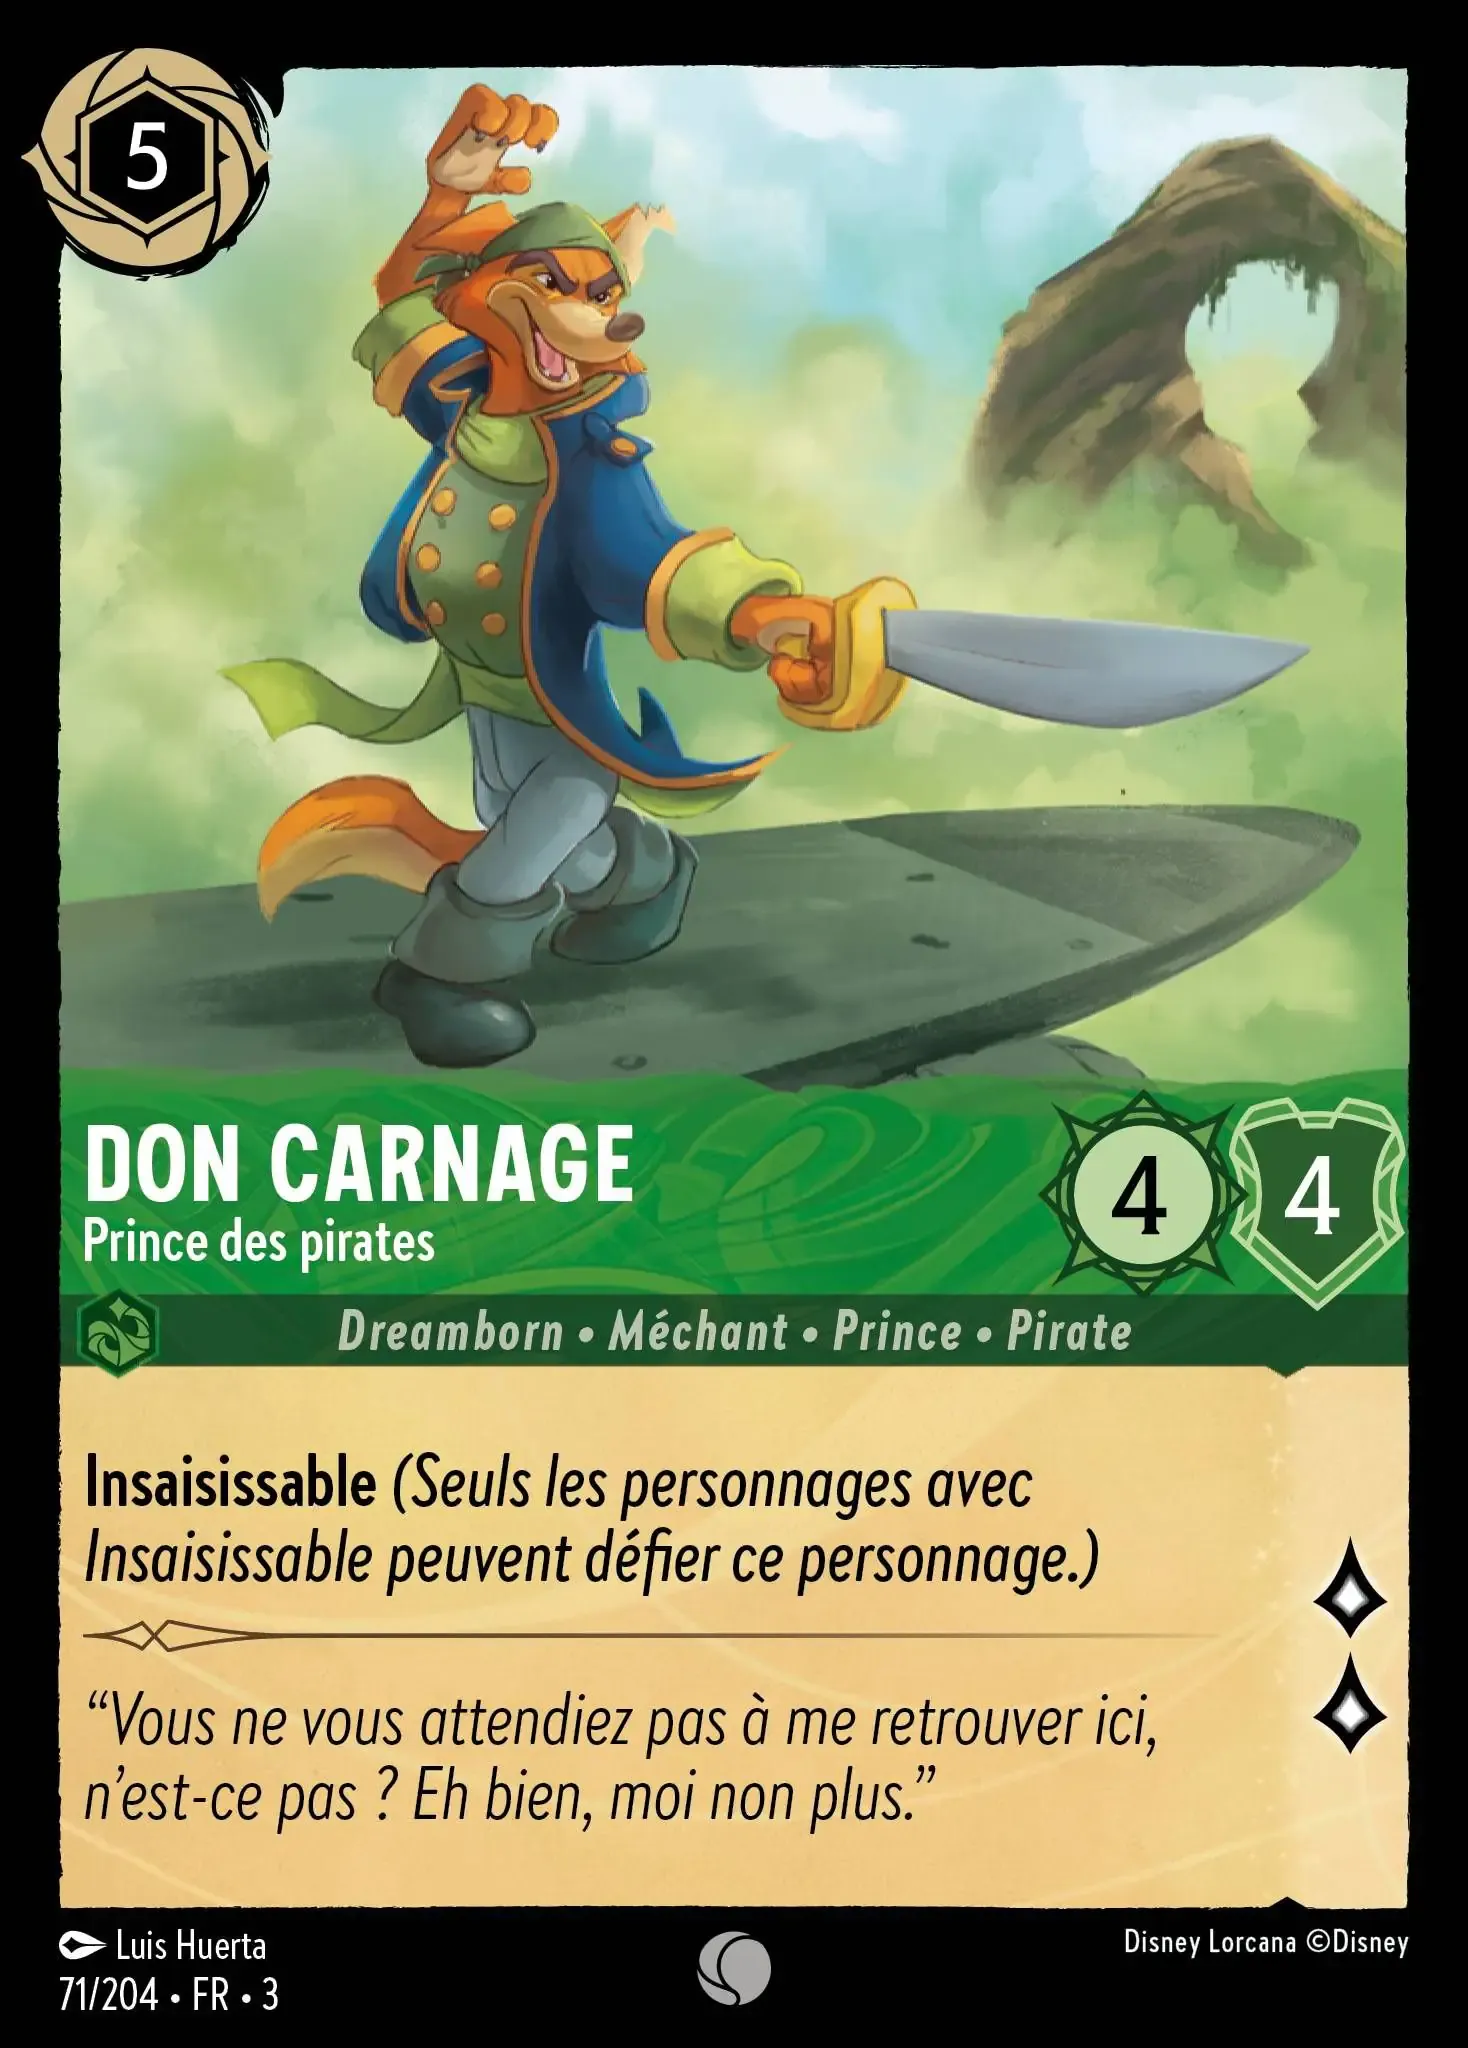 5
DON CARNAGE
Prince des pirates
4
4
Dreamborn • Méchant • Prince • Pirate
Insaisissable (Seuls les personnages avec
Insaisissable peuvent défier ce personnage.)
“Vous ne vous attendiez pas à me retrouver ici,
n’est-ce pas ? Eh bien, moi non plus.”
Luis Huerta
Disney Lorcana ©Disney
71/204 • FR • 3